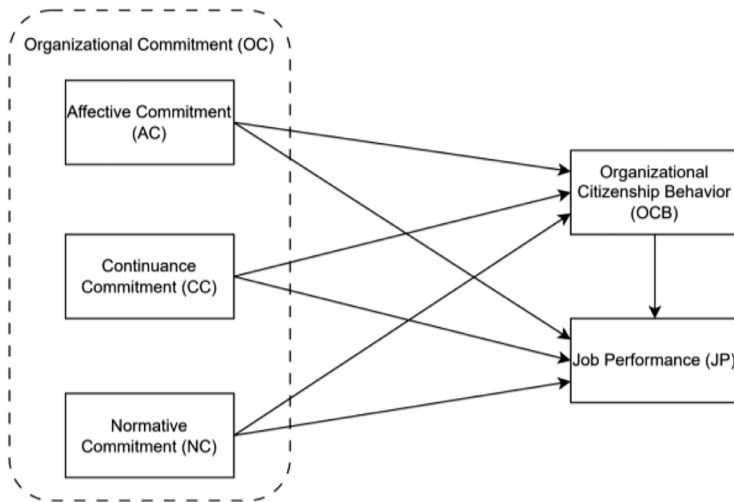 Organizational Commitment (OC)
Affective Commitment
(AC)
Continuance
Commitment (CC)
Normative
Commitment (NC)
Organizational
Citizenship Behavior
(OCB)
Job Performance (JP)